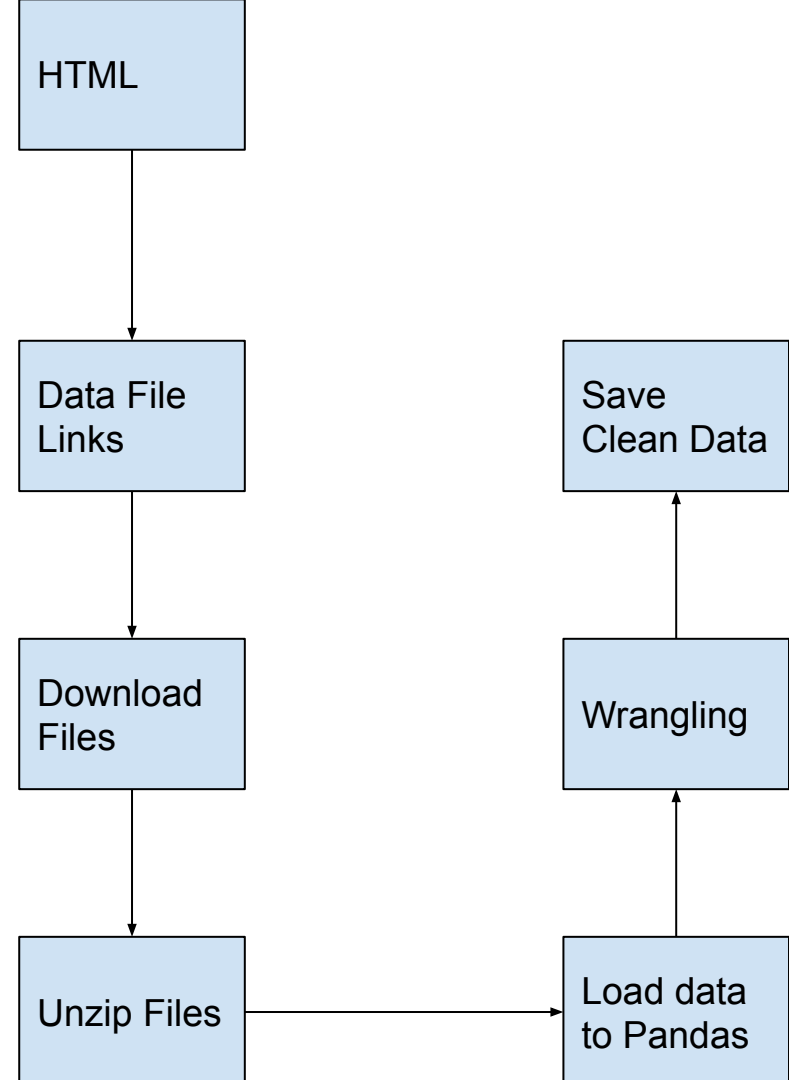 HTML
Data File
Links
Download
Files
Unzip Files
Load data
to Pandas
Wrangling
Save
Clean Data